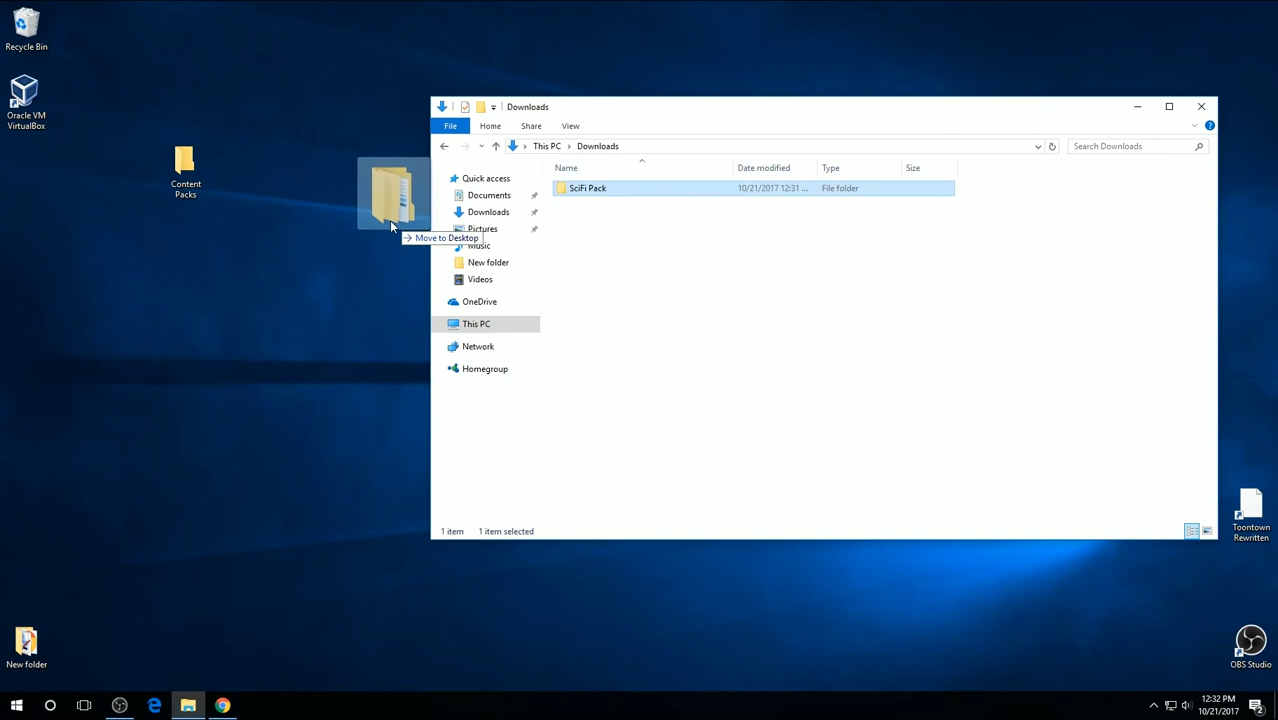 Recycle Bin
Oracle VM
VirtualBox
Content
Packs
Move to Desktop
Downloads
File
Home
Share
View
This PC
Downloads
Search Downloads
Name
Date modified
Type
Size
Quick access
Documents
Downloads
Pictures
Music
New folder
Videos
OneDrive
This PC
Network
Homegroup
SciFi Pack
10/21/2017 12:31 ...
File folder
1 item
1 item selected
Toontown
Rewritten
New folder
OBS Studio
12:32 PM
10/21/2017
2